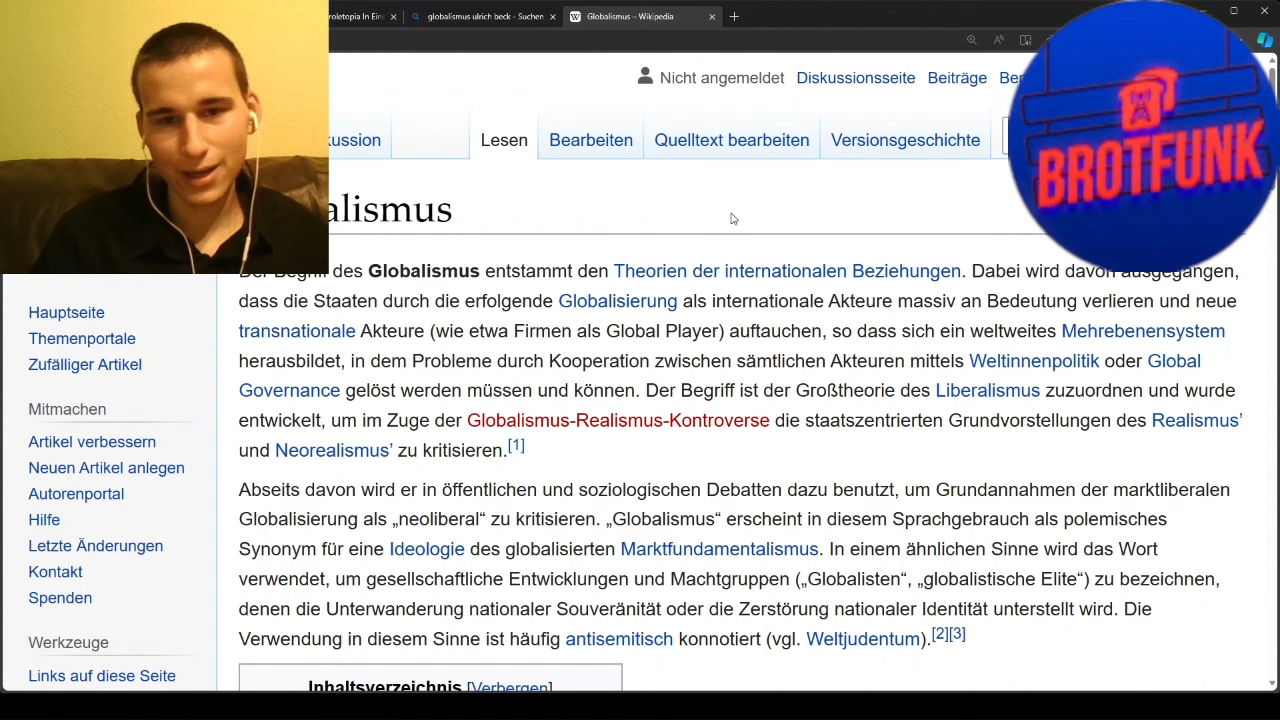 roletopia In Ein
globalismus ulrich beck - Suchen
Globalismus – Wikipedia
Nicht angemeldet Diskussionsseite Beiträge
kussion Lesen Bearbeiten Quelltext bearbeiten Versionsgeschichte
BROTFUNK
alismus
Der Begriff des Globalismus entstammt den Theorien der internationalen Beziehungen. Dabei wird davon ausgegangen,
dass die Staaten durch die erfolgende Globalisierung als internationale Akteure massiv an Bedeutung verlieren und neue
transnationale Akteure (wie etwa Firmen als Global Player) auftauchen, so dass sich ein weltweites Mehrebenensystem
herausbildet, in dem Probleme durch Kooperation zwischen sämtlichen Akteuren mittels Weltinnenpolitik oder Global
Governance gelöst werden müssen und können. Der Begriff ist der Großtheorie des Liberalismus zuzuordnen und wurde
entwickelt, um im Zuge der Globalismus-Realismus-Kontroverse die staatszentrierten Grundvorstellungen des Realismus’
und Neorealismus’ zu kritisieren.[1]
Abseits davon wird er in öffentlichen und soziologischen Debatten dazu benutzt, um Grundannahmen der marktliberalen
Globalisierung als „neoliberal“ zu kritisieren. „Globalismus“ erscheint in diesem Sprachgebrauch als polemisches
Synonym für eine Ideologie des globalisierten Marktfundamentalismus. In einem ähnlichen Sinne wird das Wort
verwendet, um gesellschaftliche Entwicklungen und Machtgruppen („Globalisten“, „globalistische Elite“) zu bezeichnen,
denen die Unterwanderung nationaler Souveränität oder die Zerstörung nationaler Identität unterstellt wird. Die
Verwendung in diesem Sinne ist häufig antisemitisch konnotiert (vgl. Weltjudentum).[2][3]
Inhaltsverzeichnis [Verbergen]
Hauptseite
Themenportale
Zufälliger Artikel
Mitmachen
Artikel verbessern
Neuen Artikel anlegen
Autorenportal
Hilfe
Letzte Änderungen
Kontakt
Spenden
Werkzeuge
Links auf diese Seite